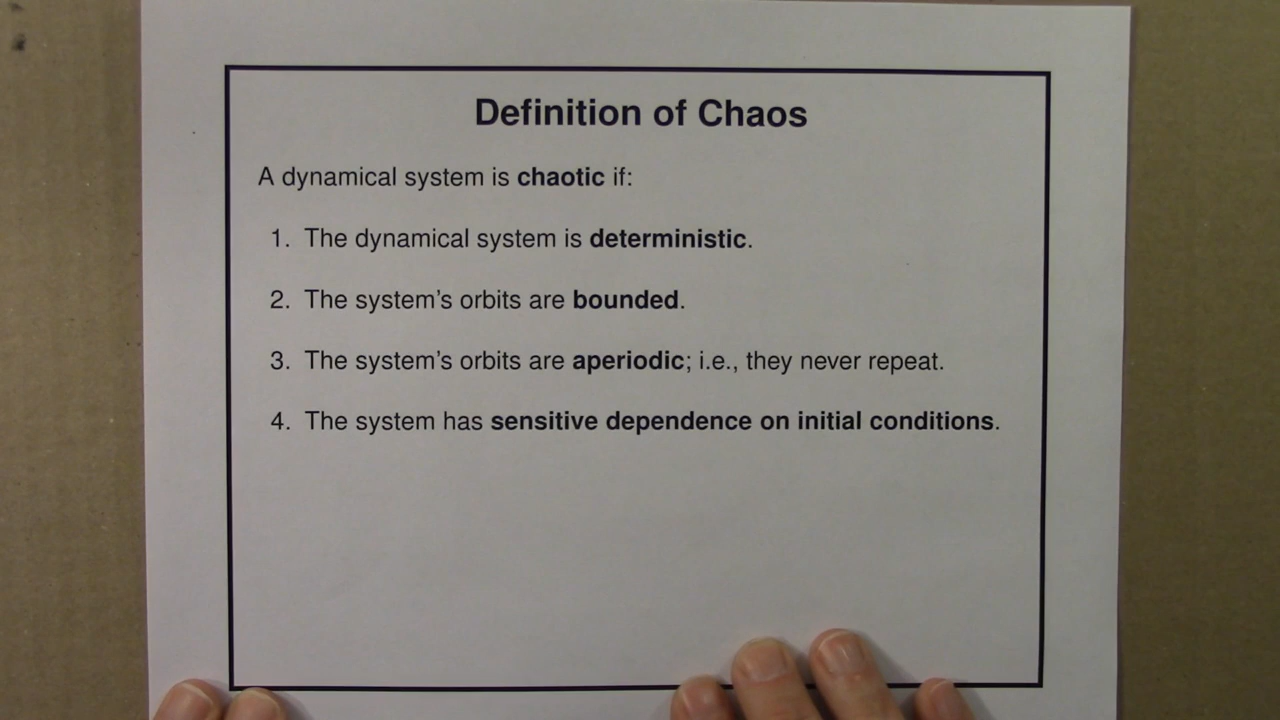 Definition of Chaos
A dynamical system is chaotic if:
1. The dynamical system is deterministic.
2. The system's orbits are bounded.
3. The system's orbits are aperiodic; i.e., they never repeat.
4. The system has sensitive dependence on initial conditions.